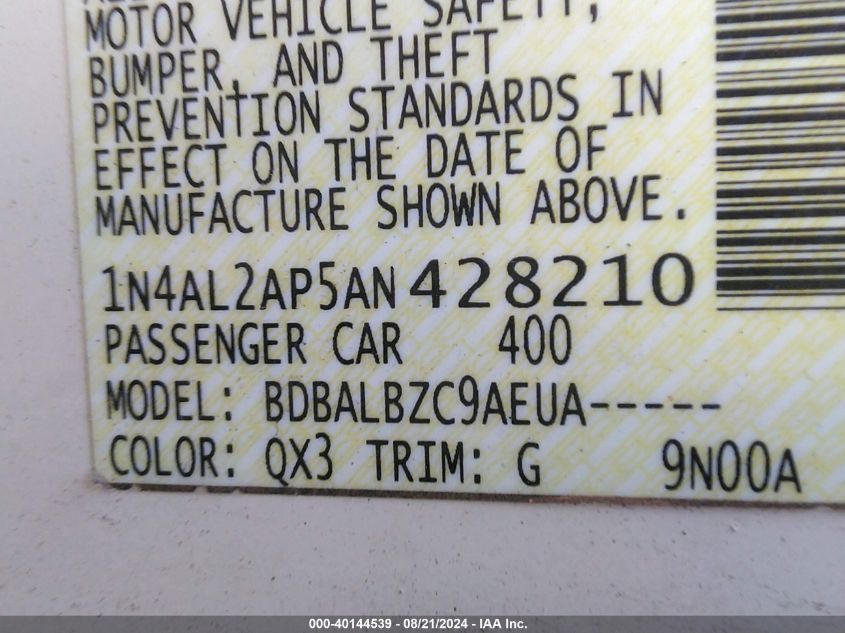 MOTOR VEHICLE SAFETY,
BUMPER, AND THEFT
PREVENTION STANDARDS IN
EFFECT ON THE DATE OF
MANUFACTURE SHOWN ABOVE.
1N4AL2AP5AN428210
PASSENGER CAR 400
MODEL: BDBALBZC9AEUA-----
COLOR: QX3 TRIM: G 9N00A
000-40144539 - 08/21/2024 - IAA Inc.